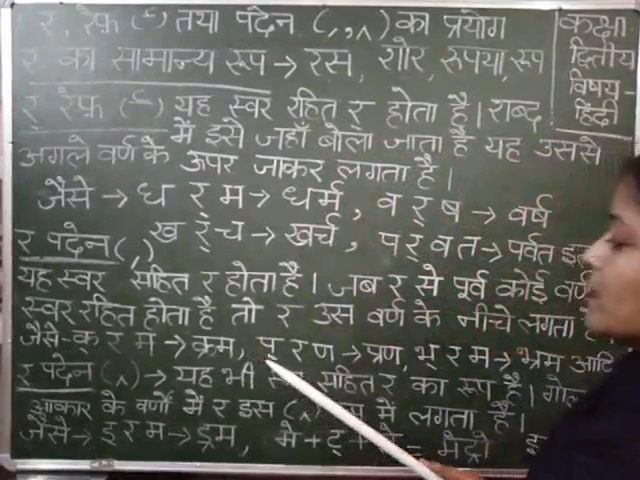 र, रेफ़ (र्) तथा पदेन (्र,्र) का प्रयोग
र का सामान्य रूप → रस, शोर, रूपया, रूप
र् रेफ़ (र्) यह स्वर रहित र् होता है। शब्द
में इसे जहाँ बोला जाता है यह उससे
अगले वर्ण के ऊपर जाकर लगता है।
जैसे → ध र् म → धर्म, व र् ष → वर्ष
ख र् च → खर्च, प र् व त → पर्वत
र पदेन (्र)
यह स्वर सहित र होता है। जब र से पूर्व कोई वर्ण
स्वर रहित होता है तो र उस वर्ण के नीचे लगता है
जैसे- क् र म → क्रम, प् र ण → प्रण, भ् र म → भ्रम आदि
र पदेन (्र) → यह भी सहित र का रूप है। गोल
आकार के वर्णों में र इस (्र) में लगता है।
जैसे → ड् र म → ड्रम, मै + ट् = मैट्रो
कक्षा
द्वितीय
विषय-
हिंदी